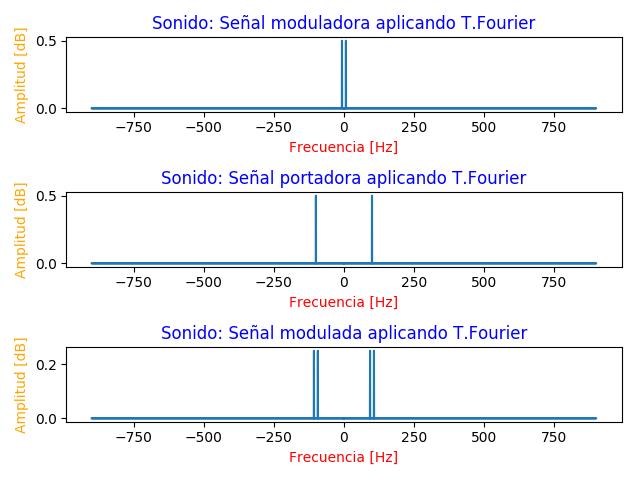 Sonido: Señal moduladora aplicando T.Fourier
0.5
0.0
Amplitud [dB]
−750 −500 −250 0 250 500 750
Frecuencia [Hz]
Sonido: Señal portadora aplicando T.Fourier
0.5
0.0
Amplitud [dB]
−750 −500 −250 0 250 500 750
Frecuencia [Hz]
Sonido: Señal modulada aplicando T.Fourier
0.2
0.0
Amplitud [dB]
−750 −500 −250 0 250 500 750
Frecuencia [Hz]